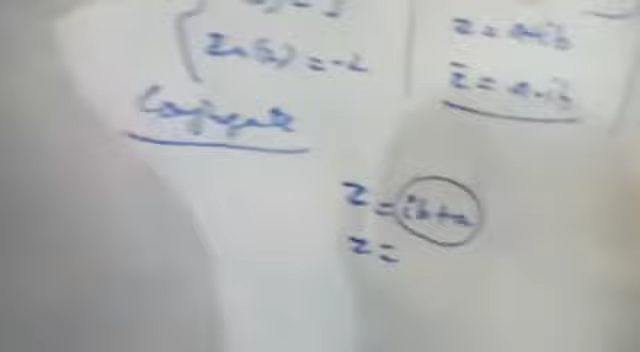 Im(z) = -2
z = a+ib
z̄ = a-ib
Conjugate
z = ib+a
z =